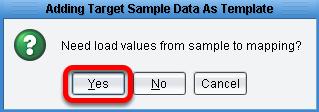 Adding Target Sample Data As Template
Need load values from sample to mapping?
Yes No Cancel